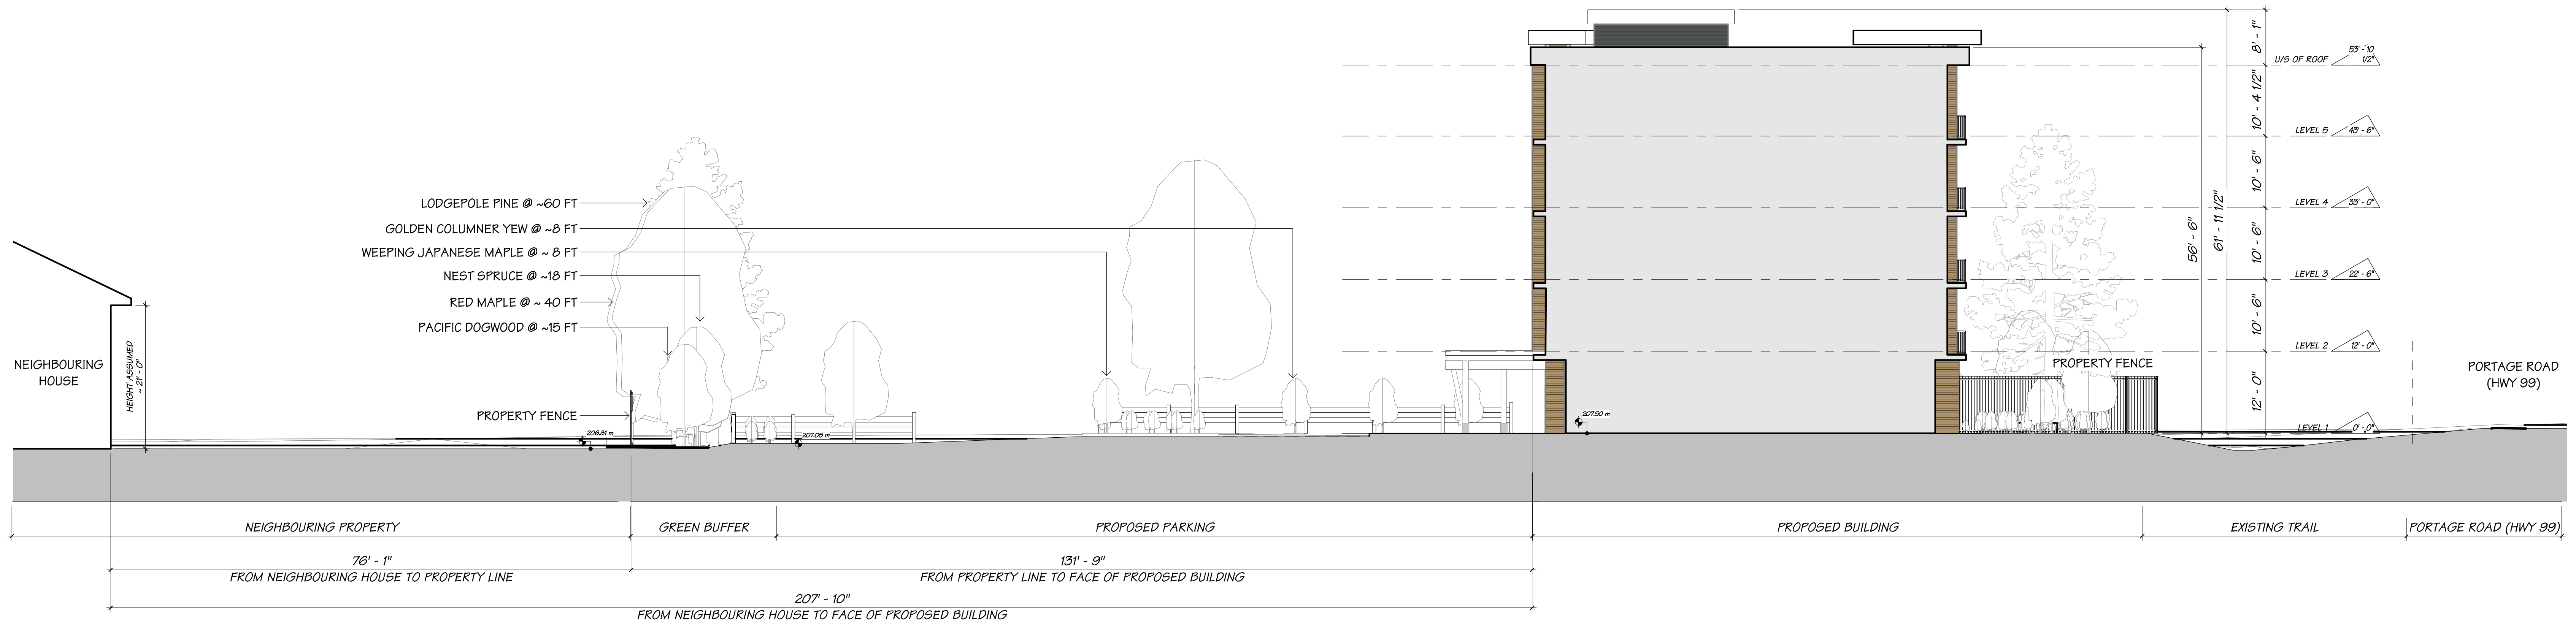 8' - 1"
53' - 10
U/S OF ROOF 1/2"
10' - 4 1/2"
LEVEL 5 43' - 6"
10' - 6"
LODGEPOLE PINE @ ~60 FT
LEVEL 4 33' - 0"
61' - 11 1/2"
GOLDEN COLUMNER YEW @ ~8 FT
56' - 6"
WEEPING JAPANESE MAPLE @ ~ 8 FT
10' - 6"
NEST SPRUCE @ ~18 FT
LEVEL 3 22' - 6"
RED MAPLE @ ~ 40 FT
PACIFIC DOGWOOD @ ~15 FT
10' - 6"
LEVEL 2 12' - 0"
NEIGHBOURING
HOUSE
HEIGHT ASSUMED
~ 21' - 0"
PROPERTY FENCE
PORTAGE ROAD
(HWY 99)
12' - 0"
PROPERTY FENCE
207.50 m
LEVEL 1 0' - 0"
206.81 m
207.05 m
NEIGHBOURING PROPERTY
GREEN BUFFER
PROPOSED PARKING
PROPOSED BUILDING
EXISTING TRAIL
PORTAGE ROAD (HWY 99)
76' - 1"
FROM NEIGHBOURING HOUSE TO PROPERTY LINE
131' - 9"
FROM PROPERTY LINE TO FACE OF PROPOSED BUILDING
207' - 10"
FROM NEIGHBOURING HOUSE TO FACE OF PROPOSED BUILDING